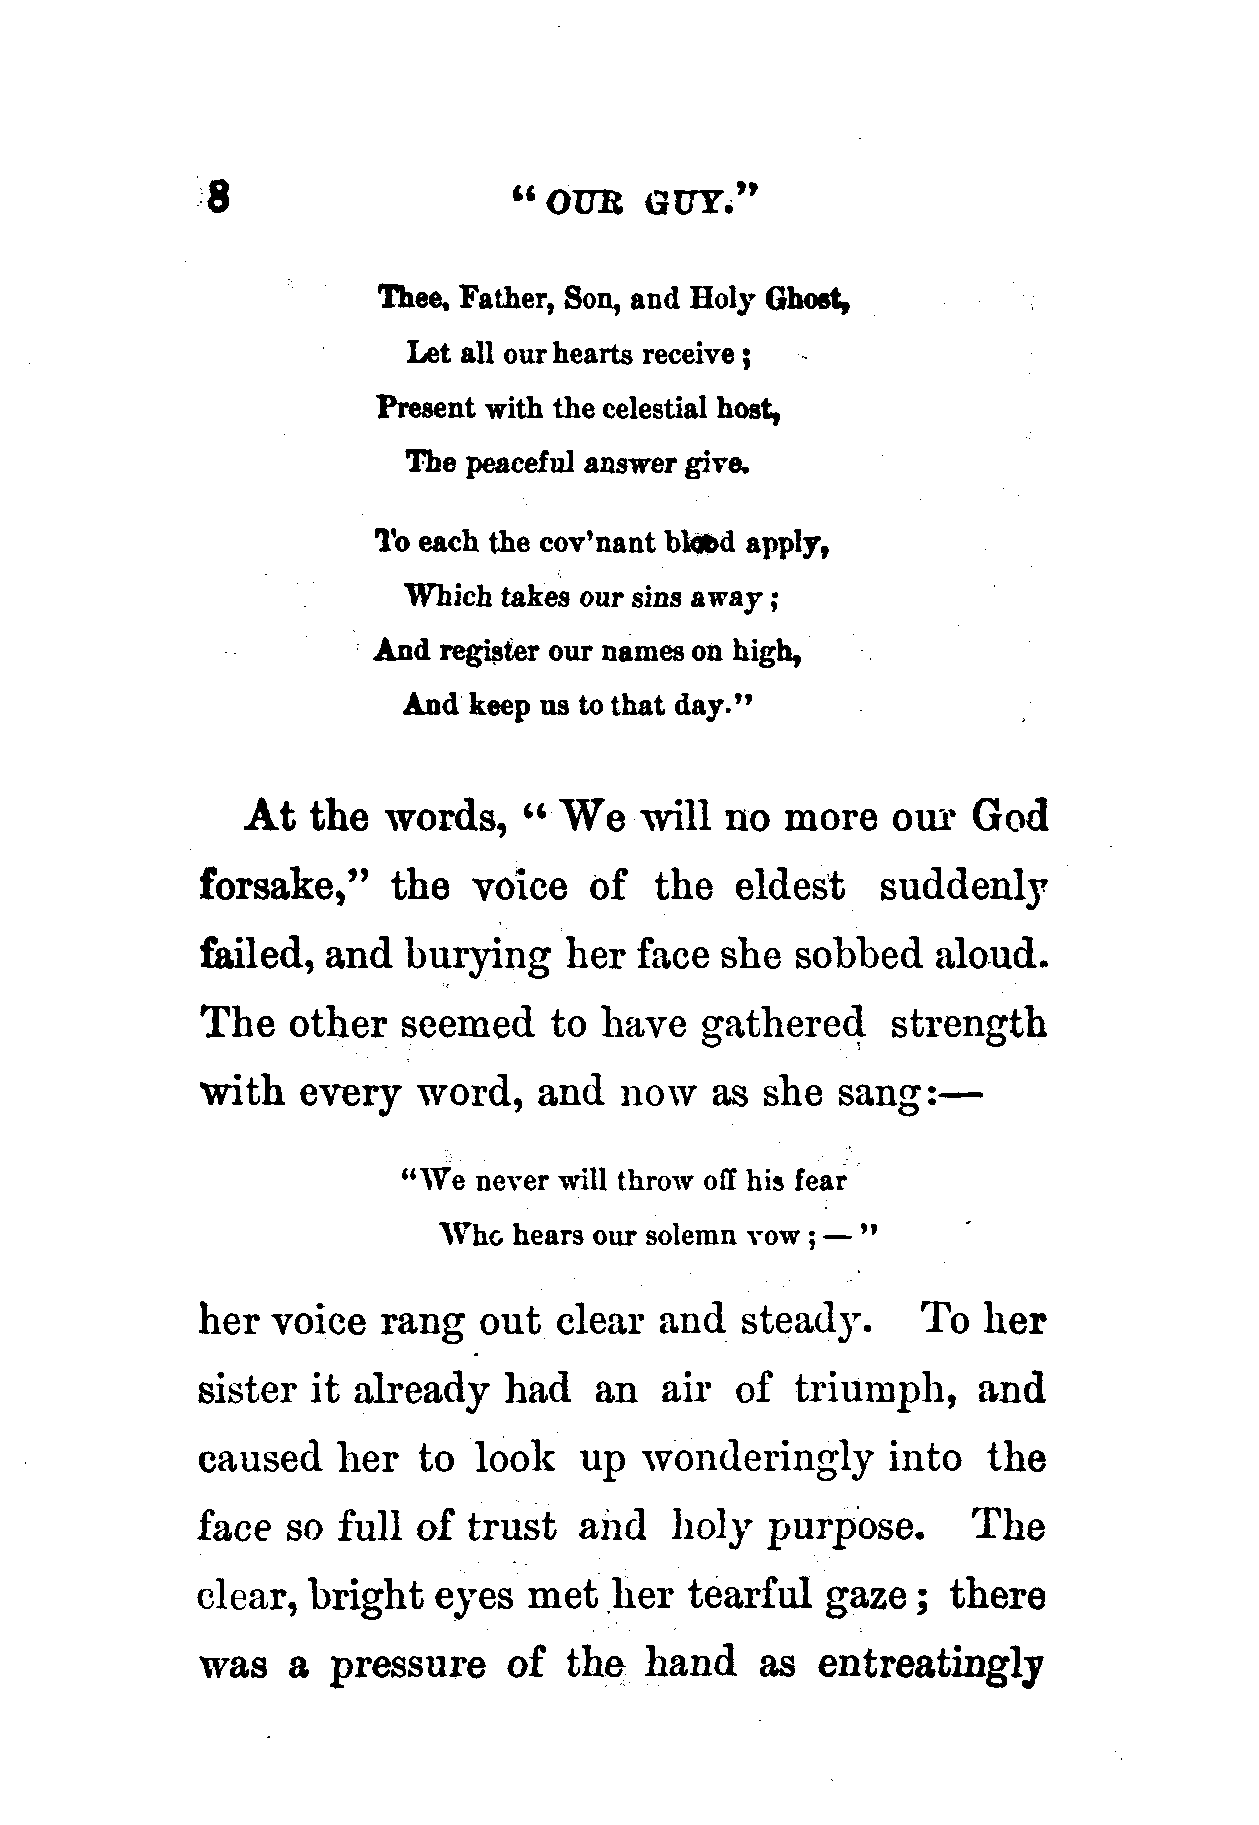 8 "OUR GUY."
Thee, Father, Son, and Holy Ghost,
Let all our hearts receive;
Present with the celestial host,
The peaceful answer give.
To each the cov'nant blood apply,
Which takes our sins away;
And register our names on high,
And keep us to that day."
At the words, "We will no more our God
forsake," the voice of the eldest suddenly
failed, and burying her face she sobbed aloud.
The other seemed to have gathered strength
with every word, and now as she sang:—
"We never will throw off his fear
Who hears our solemn vow;—"
her voice rang out clear and steady. To her
sister it already had an air of triumph, and
caused her to look up wonderingly into the
face so full of trust and holy purpose. The
clear, bright eyes met her tearful gaze; there
was a pressure of the hand as entreatingly